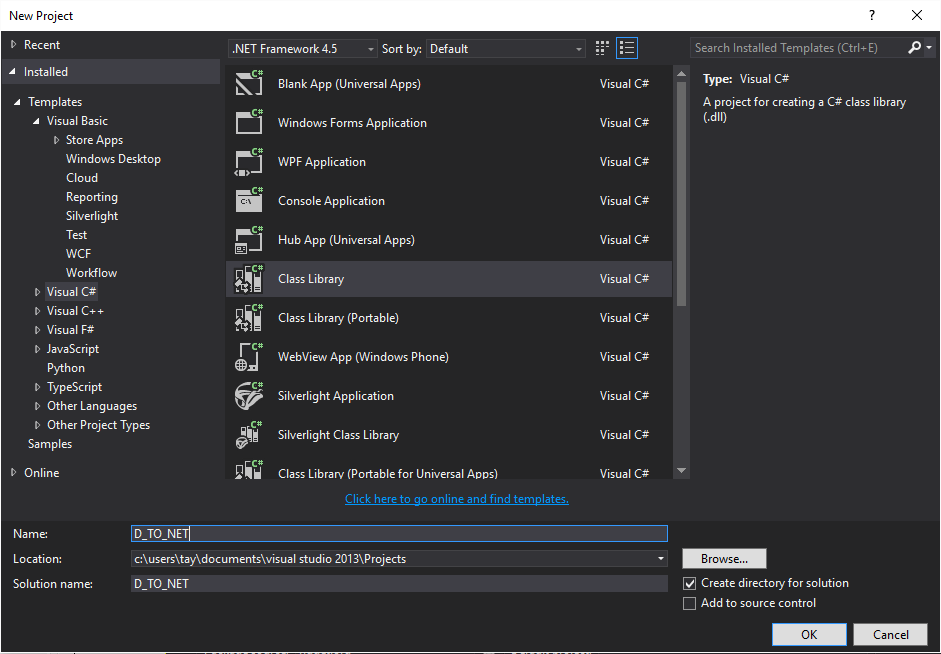 New Project
Recent
Installed
Templates
Visual Basic
Store Apps
Windows Desktop
Cloud
Reporting
Silverlight
Test
WCF
Workflow
Visual C#
Visual C++
Visual F#
JavaScript
Python
TypeScript
Other Languages
Other Project Types
Samples
Online
.NET Framework 4.5 Sort by: Default
Blank App (Universal Apps) Visual C#
Windows Forms Application Visual C#
WPF Application Visual C#
Console Application Visual C#
Hub App (Universal Apps) Visual C#
Class Library Visual C#
Class Library (Portable) Visual C#
WebView App (Windows Phone) Visual C#
Silverlight Application Visual C#
Silverlight Class Library Visual C#
Class Library (Portable for Universal Apps) Visual C#
Click here to go online and find templates.
Search Installed Templates (Ctrl+E)
Type: Visual C#
A project for creating a C# class library
(.dll)
Name: D_TO_NET
Location: c:\users\tay\documents\visual studio 2013\Projects Browse...
Solution name: D_TO_NET
Create directory for solution
Add to source control
OK Cancel